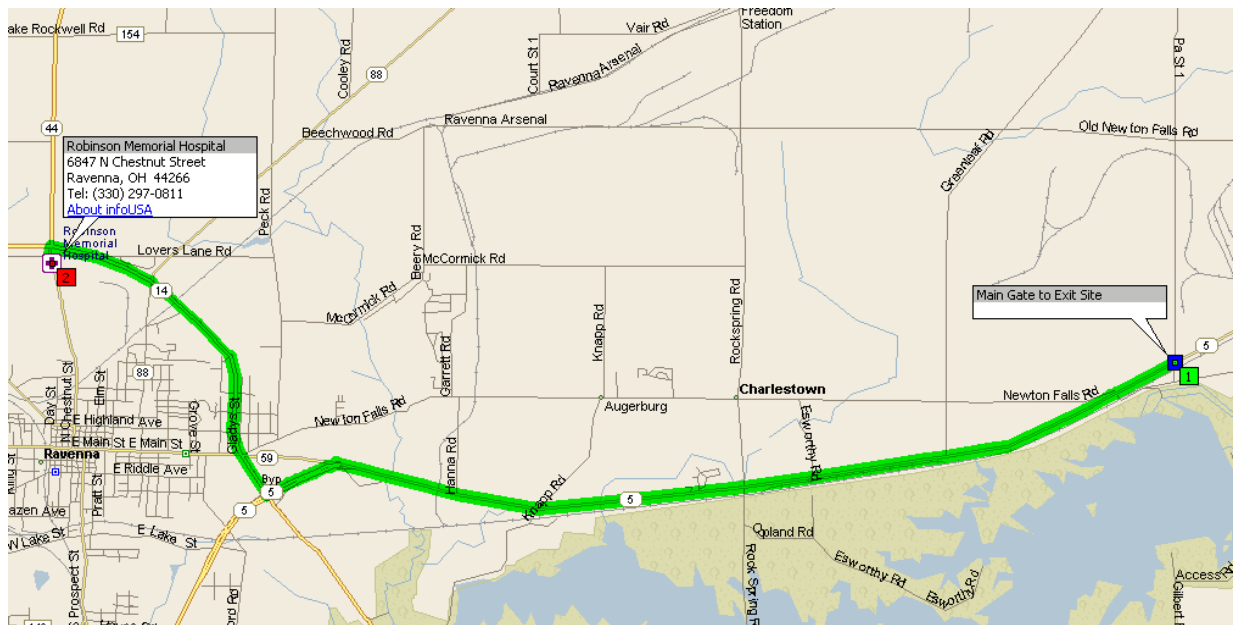 Freedom
Station
Lake Rockwell Rd
154
Vair Rd
Court St 1
Cooley Rd
88
Ravenna Arsenal
Pa St 1
44
Beechwood Rd
Ravenna Arsenal
Old Newton Falls Rd
Greenleaf Rd
Robinson Memorial Hospital
6847 N Chestnut Street
Ravenna, OH 44266
Tel: (330) 297-0811
About infoUSA
Peck Rd
Robinson
Memorial
Hospital
Lovers Lane Rd
2
Beery Rd
McCormick Rd
14
McCormick Rd
Main Gate to Exit Site
Knapp Rd
Rockspring Rd
5
1
Garrett Rd
88
Day St
N Chestnut St
Elm St
Grove St
Gladys St
Charlestown
Newton Falls Rd
Augerburg
Newton Falls Rd
E Highland Ave
E Main St
E Main St
Ravenna
59
Hanna Rd
Esworthy Rd
E Riddle Ave
Pratt St
Byp
5
Knapp Rd
5
5
E Lake St
W Lake St
Copland Rd
Rock Spring Rd
Esworthy Rd
Esworthy Rd
Access Rd
S Prospect St